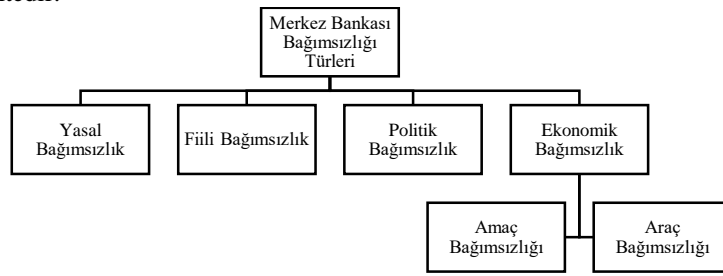 Merkez Bankası
Bağımsızlığı
Türleri
Yasal
Bağımsızlık
Fiili Bağımsızlık
Politik
Bağımsızlık
Ekonomik
Bağımsızlık
Amaç
Bağımsızlığı
Araç
Bağımsızlığı